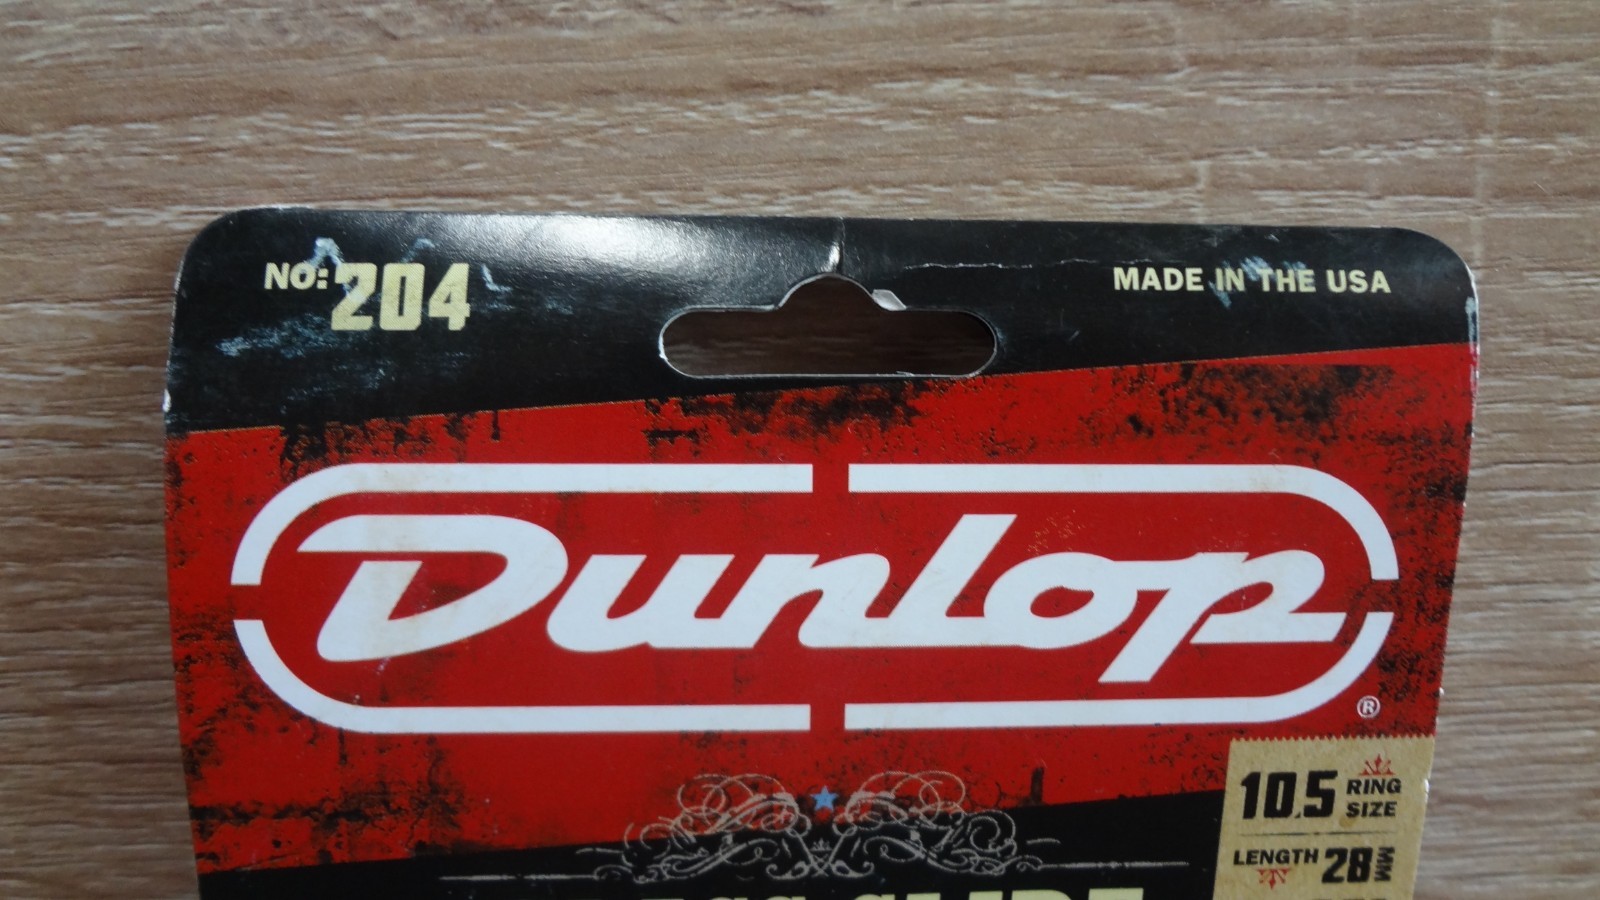 NO: 204
MADE IN THE USA
Dunlop
®
10.5 RING SIZE
LENGTH 28 MM